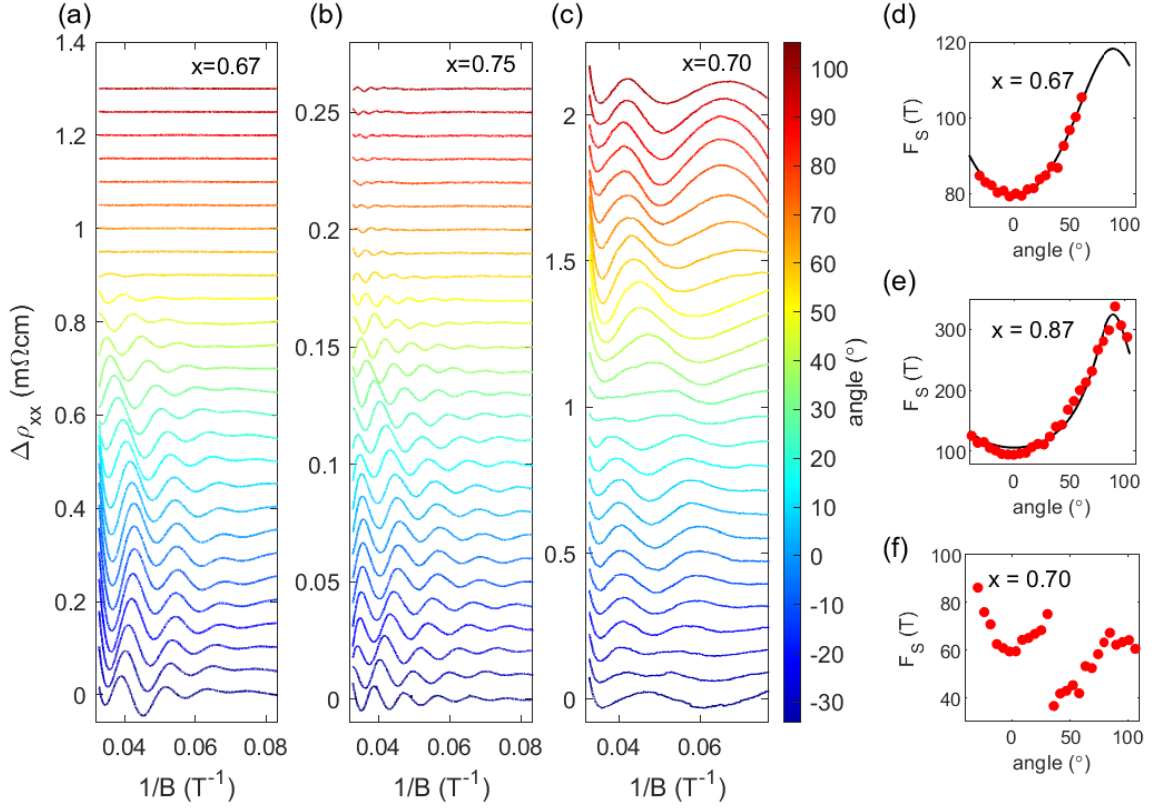 (a)
x=0.67
1.4
1.2
1
0.8
0.6
0.4
0.2
0
Δρxx (mΩcm)
0.04
0.06
0.08
1/B (T⁻¹)
(b)
x=0.75
0.25
0.2
0.15
0.1
0.05
0
0.04
0.06
0.08
1/B (T⁻¹)
(c)
x=0.70
2
1.5
1
0.5
0
0.04
0.06
1/B (T⁻¹)
100
90
80
70
60
50
40
30
20
10
0
-10
-20
-30
angle (°)
(d)
x = 0.67
120
100
80
F_S (T)
0
50
100
angle (°)
(e)
x = 0.87
300
200
100
F_S (T)
0
50
100
angle (°)
(f)
x = 0.70
100
80
60
40
F_S (T)
0
50
100
angle (°)